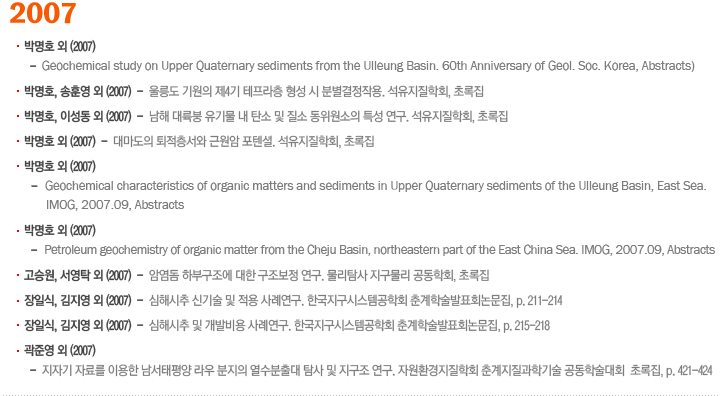 2007
· 박명호 외 (2007)
– Geochemical study on Upper Quaternary sediments from the Ulleung Basin. 60th Anniversary of Geol. Soc. Korea, Abstracts)
· 박명호, 송훈영 외 (2007) – 울릉도 기원의 제4기 테프라층 형성 시 분별결정작용. 석유지질학회, 초록집
· 박명호, 이성동 외 (2007) – 남해 대륙붕 유기물 내 탄소 및 질소 동위원소의 특성 연구. 석유지질학회, 초록집
· 박명호 외 (2007) – 대마도의 퇴적층서와 근원암 포텐셜. 석유지질학회, 초록집
· 박명호 외 (2007)
– Geochemical characteristics of organic matters and sediments in Upper Quaternary sediments of the Ulleung Basin, East Sea.
IMOG, 2007.09, Abstracts
· 박명호 외 (2007)
– Petroleum geochemistry of organic matter from the Cheju Basin, northeastern part of the East China Sea. IMOG, 2007.09, Abstracts
· 고승원, 서영탁 외 (2007) – 암염돔 하부구조에 대한 구조보정 연구. 물리탐사 지구물리 공동학회, 초록집
· 장일식, 김지영 외 (2007) – 심해시추 신기술 및 적용 사례연구. 한국지구시스템공학회 춘계학술발표회논문집, p. 211-214
· 장일식, 김지영 외 (2007) – 심해시추 및 개발비용 사례연구. 한국지구시스템공학회 춘계학술발표회논문집, p. 215-218
· 곽준영 외 (2007)
– 지자기 자료를 이용한 남서태평양 라우 분지의 열수분출대 탐사 및 지구조 연구. 자원환경지질학회 춘계지질과학기술 공동학술대회 초록집, p. 421-424